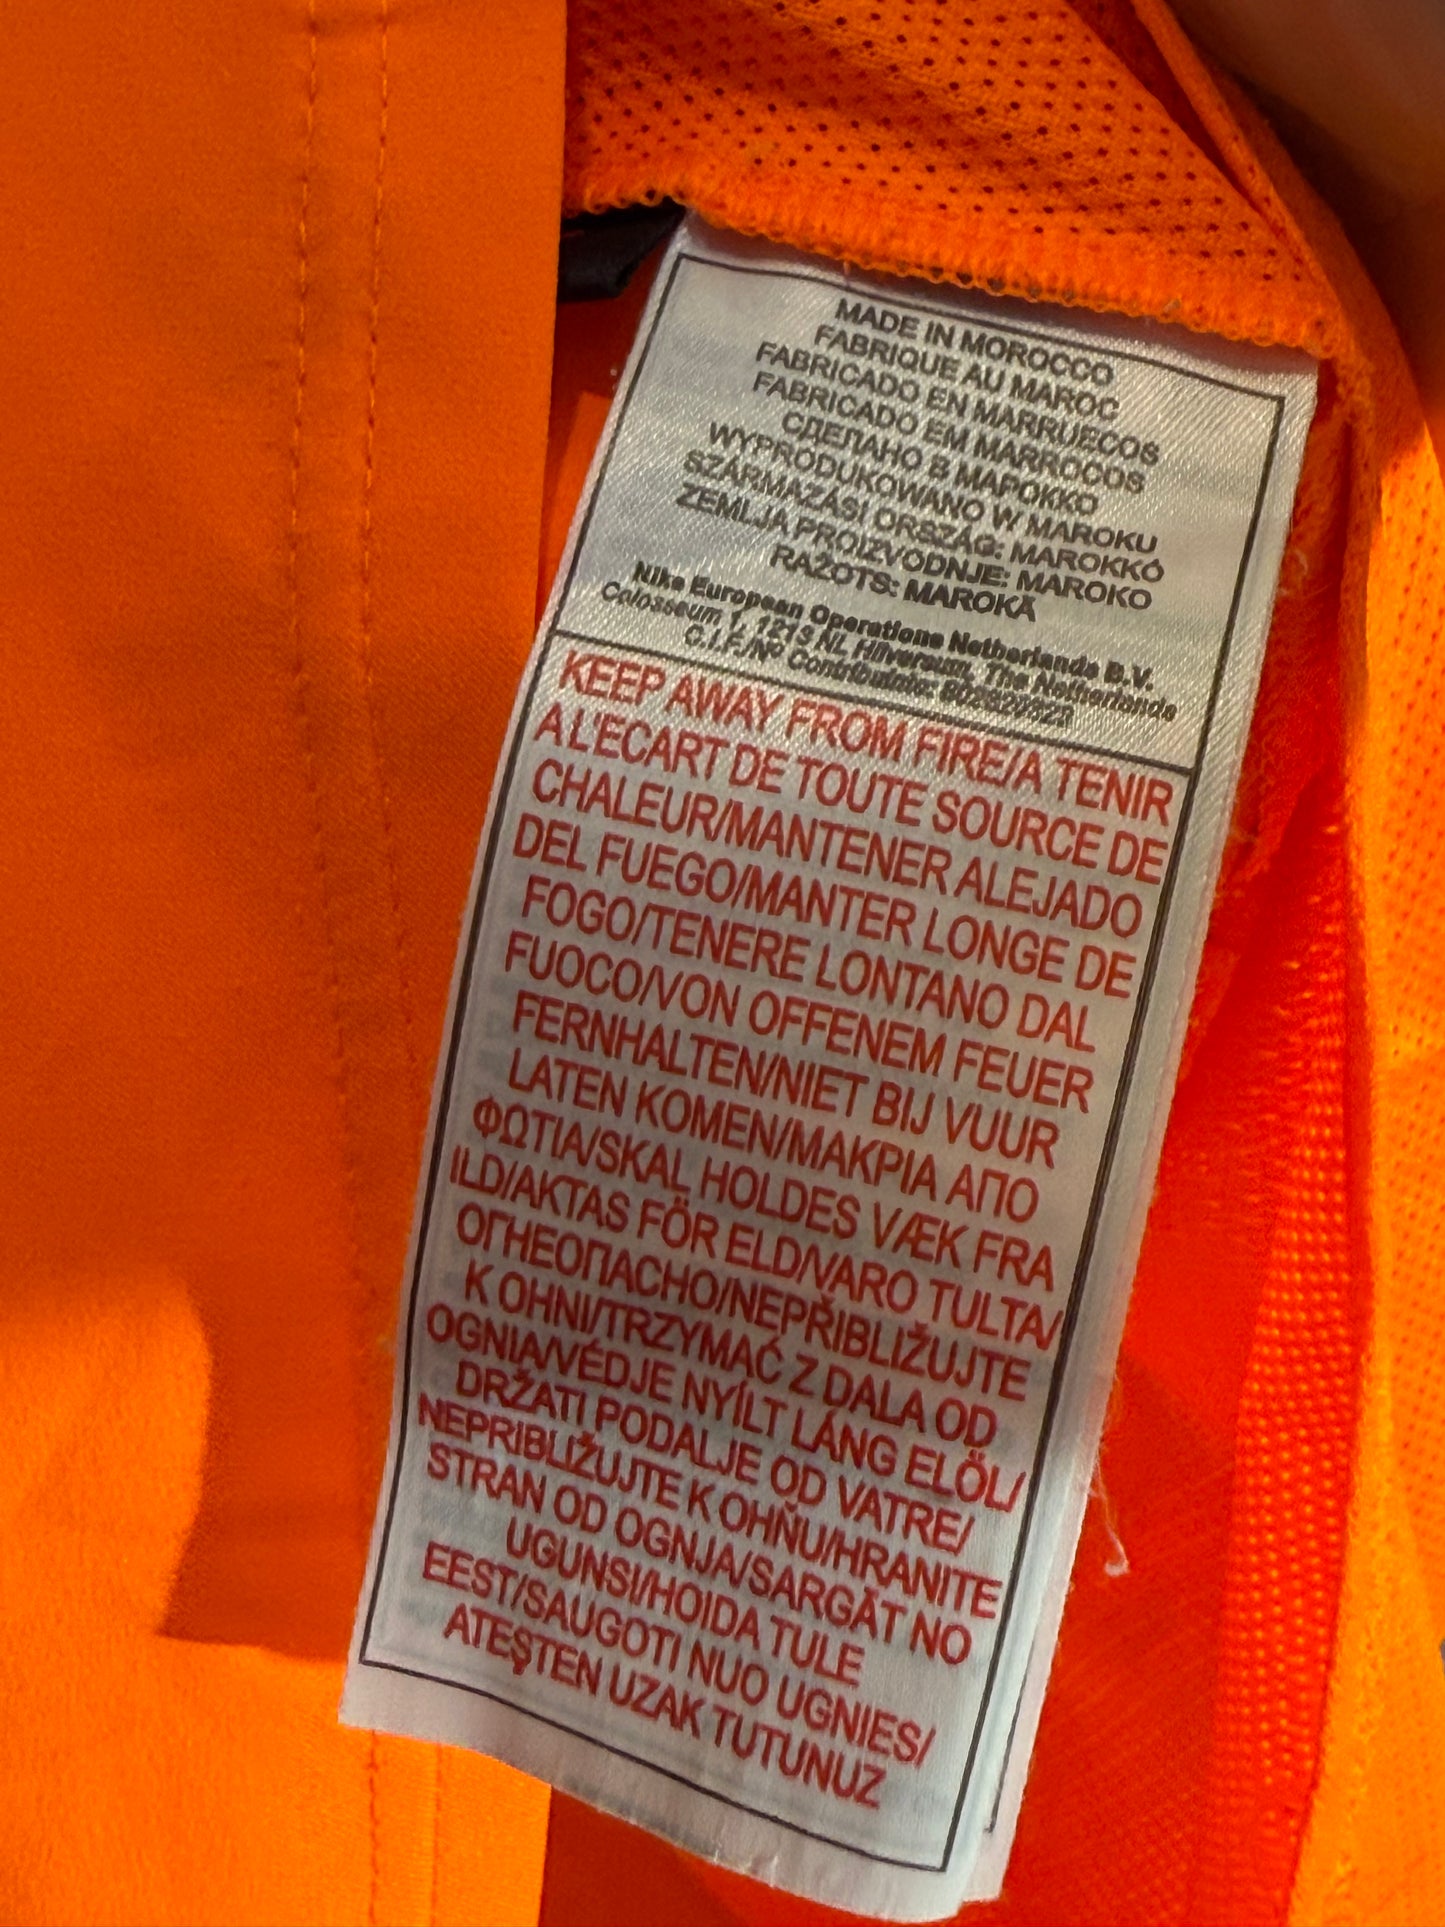 MADE IN MOROCCO
FABRIQUE AU MAROC
FABRICADO EN MARRUECOS
FABRICADO EM MARROCOS
СДЕЛАНО В МАРОККО
WYPRODUKOWANO W MAROKU
SZÁRMAZÁSI ORSZÁG: MAROKKÓ
ZEMLJA PROIZVODNJE: MAROKO
RAŽOTS: MAROKĀ
Nike European Operations Netherlands B.V.
Colosseum 1, 1213 NL Hilversum, The Netherlands
C.I.F./Nº Contribuinte:
KEEP AWAY FROM FIRE/A TENIR
A L'ECART DE TOUTE SOURCE DE
CHALEUR/MANTENER ALEJADO
DEL FUEGO/MANTER LONGE DE
FOGO/TENERE LONTANO DAL
FUOCO/VON OFFENEM FEUER
FERNHALTEN/NIET BIJ VUUR
LATEN KOMEN/ΜΑΚΡΙΑ ΑΠΟ
ΦΩΤΙΑ/SKAL HOLDES VÆK FRA
ILD/AKTAS FÖR ELD/VARO TULTA/
ОГНЕОПАСНО/NEPŘIBLIŽUJTE
K OHNI/TRZYMAĆ Z DALA OD
OGNIA/VÉDJE NYÍLT LÁNG ELŐL/
DRŽATI PODALJE OD VATRE/
NEPRIBLIŽUJTE K OHŇU/HRANITE
STRAN OD OGNJA/SARGĀT NO
UGUNSI/HOIDA TULE
EEST/SAUGOTI NUO UGNIES/
ATEŞTEN UZAK TUTUNUZ